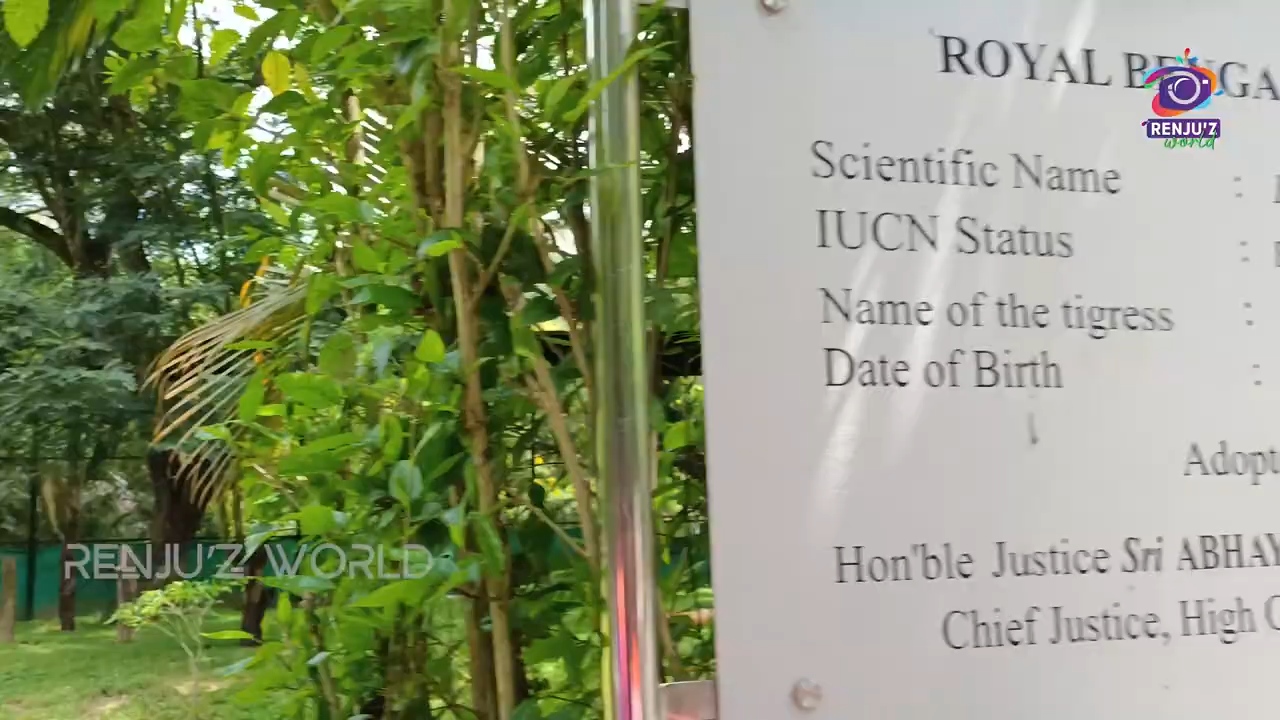 ROYAL BENGA
RENJU'Z
world
Scientific Name :
IUCN Status :
Name of the tigress :
Date of Birth :
Adopt
Hon'ble Justice Sri ABHAY
Chief Justice, High C
RENJU'Z WORLD